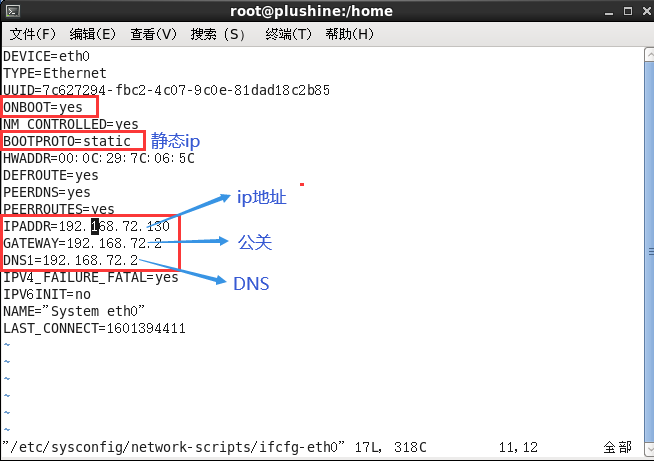 root@plushine:/home
文件(F) 编辑(E) 查看(V) 搜索 (S) 终端(T) 帮助(H)
DEVICE=eth0
TYPE=Ethernet
UUID=7c627294-fbc2-4c07-9c0e-81dad18c2b85
ONBOOT=yes
NM_CONTROLLED=yes
BOOTPROTO=static 静态ip
HWADDR=00:0C:29:7C:06:5C
DEFROUTE=yes
PEERDNS=yes
PEERROUTES=yes
ip地址
IPADDR=192.168.72.130
GATEWAY=192.168.72.2 公关
DNS1=192.168.72.2
IPV4_FAILURE_FATAL=yes DNS
IPV6INIT=no
NAME="System eth0"
LAST_CONNECT=1601394411
~
~
~
~
~
~
"/etc/sysconfig/network-scripts/ifcfg-eth0" 17L, 318C 11,12 全部